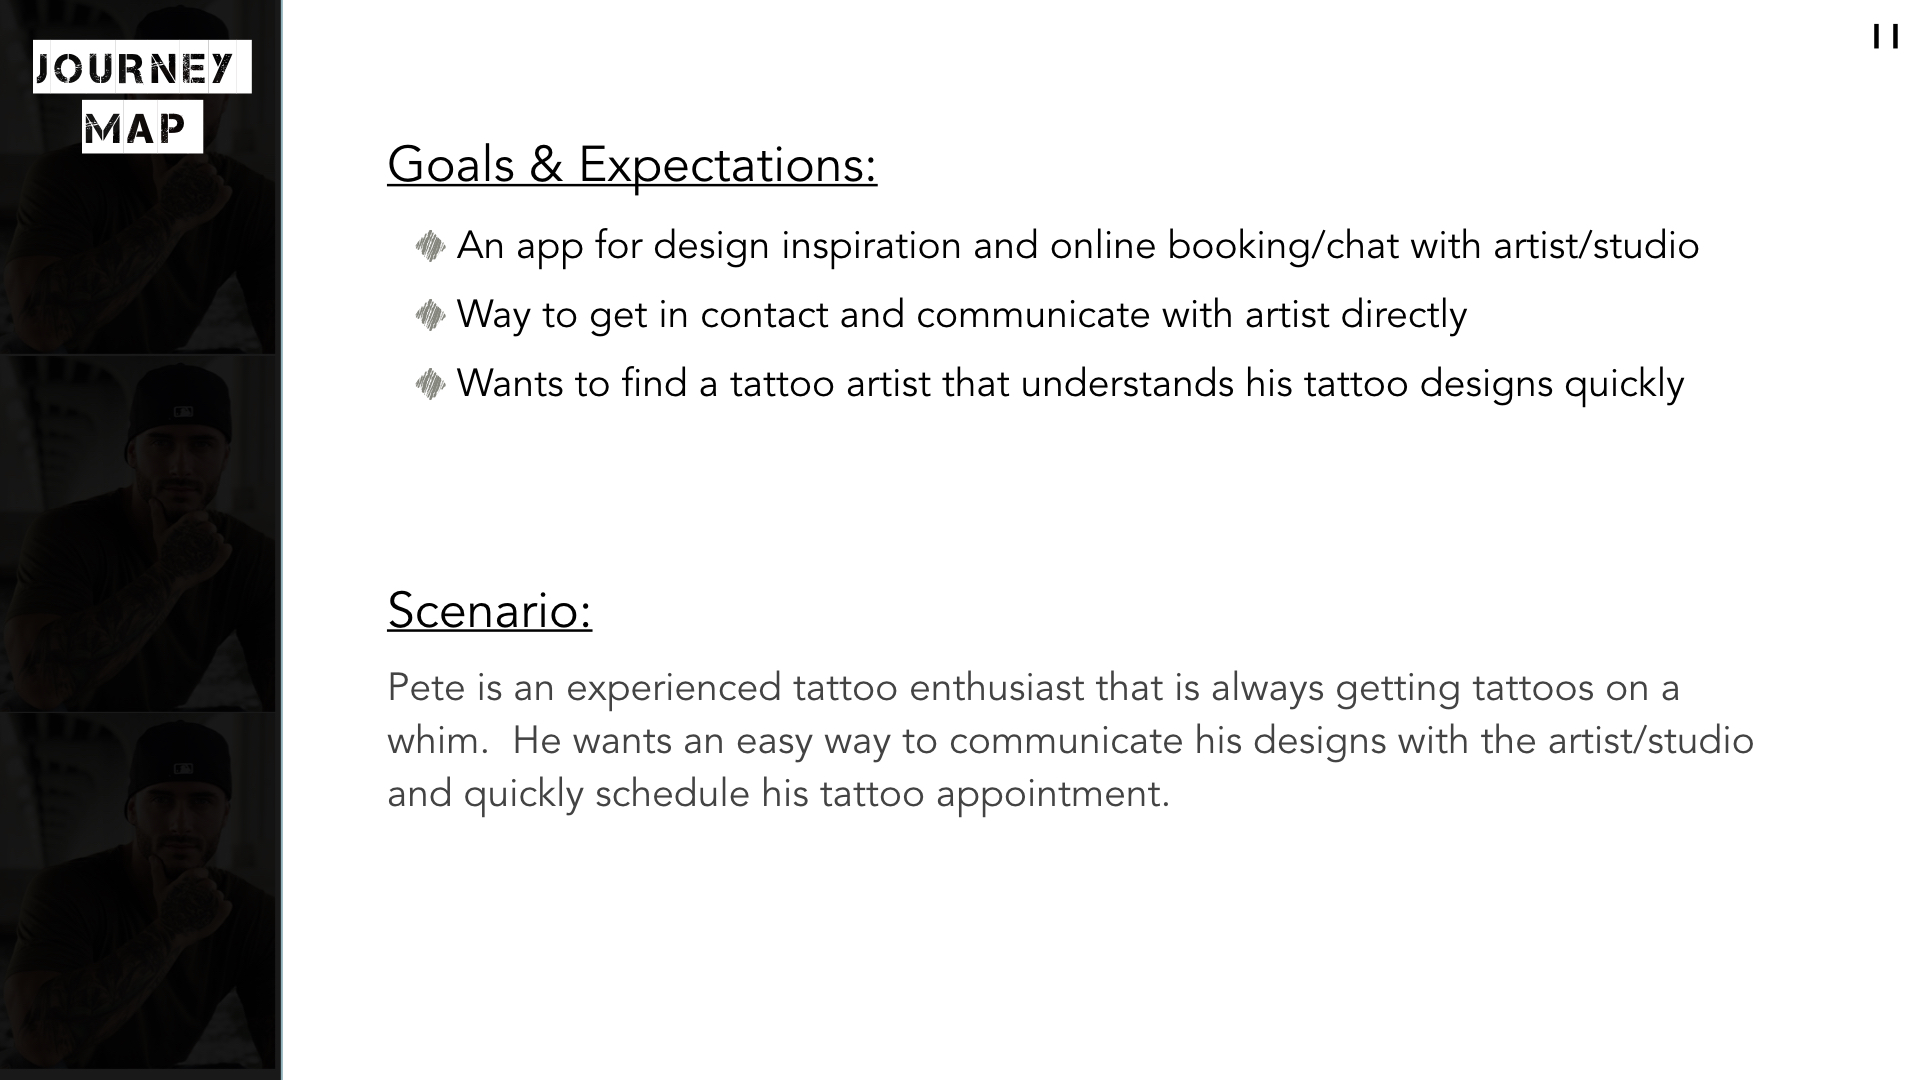 JOURNEY
MAP
11
Goals & Expectations:
An app for design inspiration and online booking/chat with artist/studio
Way to get in contact and communicate with artist directly
Wants to find a tattoo artist that understands his tattoo designs quickly
Scenario:
Pete is an experienced tattoo enthusiast that is always getting tattoos on a
whim.  He wants an easy way to communicate his designs with the artist/studio
and quickly schedule his tattoo appointment.